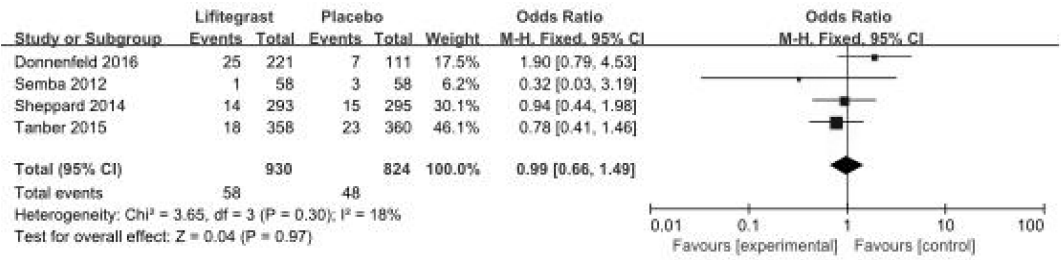 Lifitegrast Placebo Odds Ratio Odds Ratio
Study or Subgroup Events Total Events Total Weight M-H. Fixed. 95% CI M-H. Fixed. 95% CI
Donnenfeld 2016 25 221 7 111 17.5% 1.90 [0.79, 4.53]
Semba 2012 1 58 3 58 6.2% 0.32 [0.03, 3.19]
Sheppard 2014 14 293 15 295 30.1% 0.94 [0.44, 1.98]
Tanber 2015 18 358 23 360 46.1% 0.78 [0.41, 1.46]
Total (95% CI) 930 824 100.0% 0.99 [0.66, 1.49]
Total events 58 48
Heterogeneity: Chi² = 3.65, df = 3 (P = 0.30); I² = 18%
Test for overall effect: Z = 0.04 (P = 0.97)
0.01 0.1 1 10 100
Favours [experimental] Favours [control]